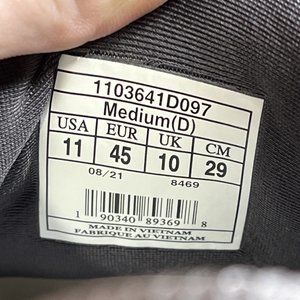 1103641D097
Medium(D)
USA EUR UK CM
11 45 10 29
08/21 8469
1 90340 89369 8
MADE IN VIETNAM
FABRIQUE AU VIETNAM